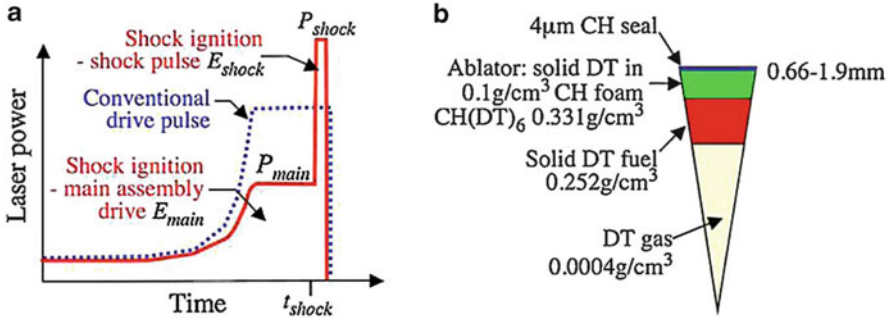 a
P_shock
Shock ignition
- shock pulse E_shock
Conventional
drive pulse
P_main
Shock ignition
- main assembly
drive E_main
Laser power
Time
t_shock
b
4μm CH seal
0.66-1.9mm
Ablator: solid DT in
0.1g/cm³ CH foam
CH(DT)₆ 0.331g/cm³
Solid DT fuel
0.252g/cm³
DT gas
0.0004g/cm³